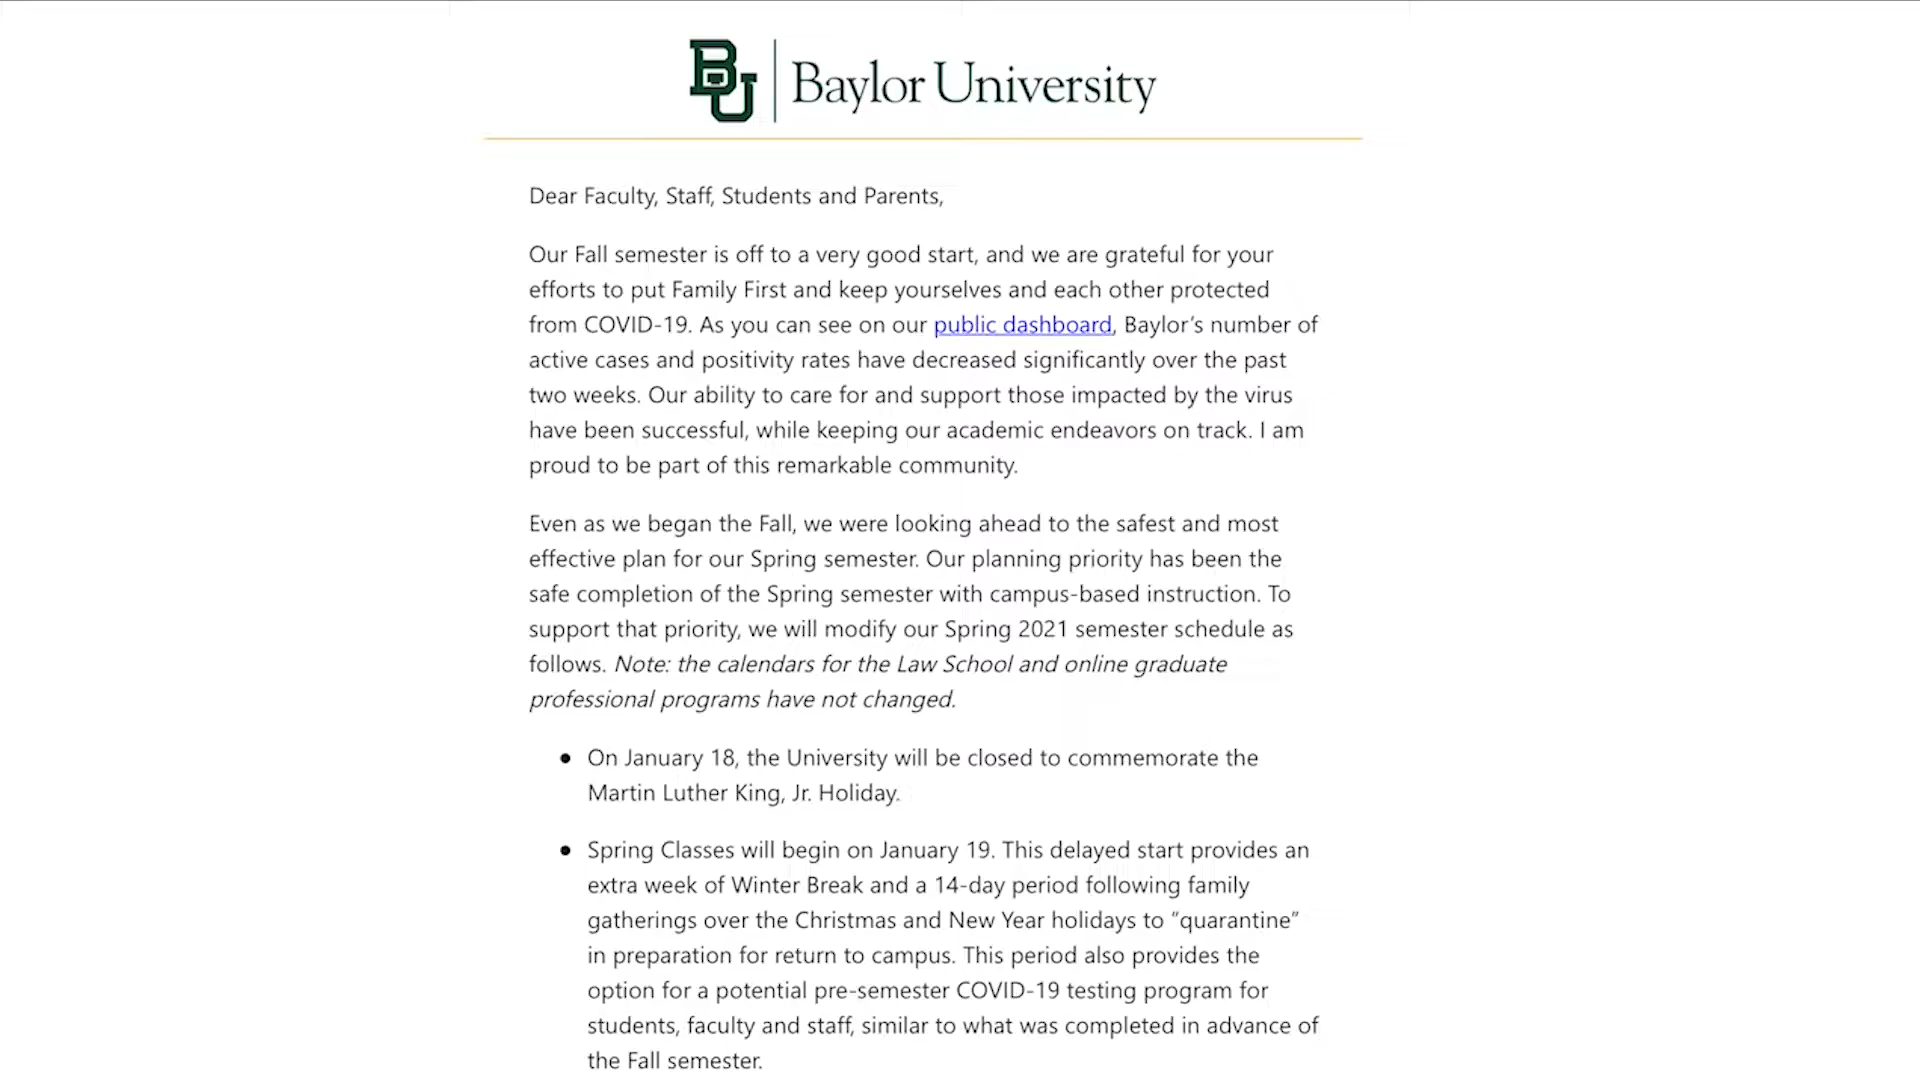 BU Baylor University
Dear Faculty, Staff, Students and Parents,
Our Fall semester is off to a very good start, and we are grateful for your
efforts to put Family First and keep yourselves and each other protected
from COVID-19. As you can see on our public dashboard, Baylor's number of
active cases and positivity rates have decreased significantly over the past
two weeks. Our ability to care for and support those impacted by the virus
have been successful, while keeping our academic endeavors on track. I am
proud to be part of this remarkable community.
Even as we began the Fall, we were looking ahead to the safest and most
effective plan for our Spring semester. Our planning priority has been the
safe completion of the Spring semester with campus-based instruction. To
support that priority, we will modify our Spring 2021 semester schedule as
follows. Note: the calendars for the Law School and online graduate
professional programs have not changed.
• On January 18, the University will be closed to commemorate the
Martin Luther King, Jr. Holiday.
• Spring Classes will begin on January 19. This delayed start provides an
extra week of Winter Break and a 14-day period following family
gatherings over the Christmas and New Year holidays to "quarantine"
in preparation for return to campus. This period also provides the
option for a potential pre-semester COVID-19 testing program for
students, faculty and staff, similar to what was completed in advance of
the Fall semester.